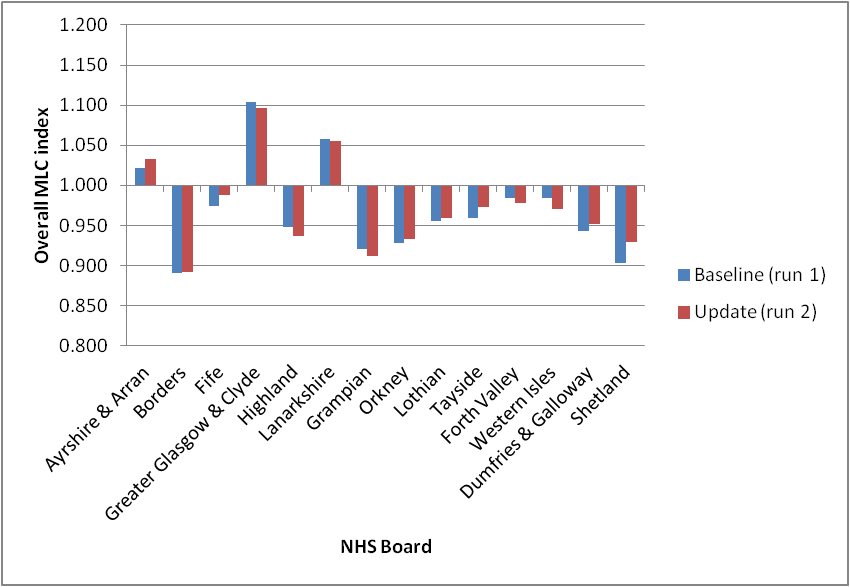 1.200
1.150
1.100
1.050
1.000
0.950
0.900
0.850
0.800
Overall MLC index
Ayrshire & Arran
Borders
Fife
Greater Glasgow & Clyde
Highland
Lanarkshire
Grampian
Orkney
Lothian
Tayside
Forth Valley
Western Isles
Dumfries & Galloway
Shetland
NHS Board
Baseline (run 1)
Update (run 2)